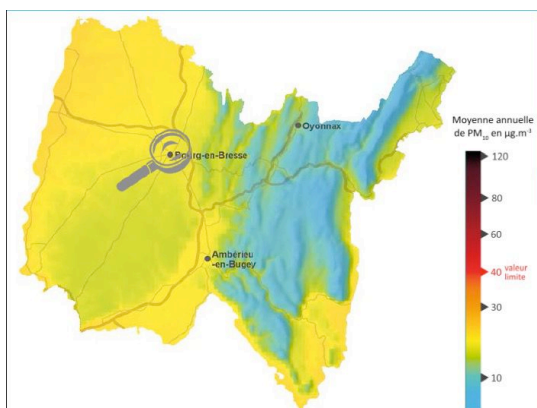 Oyonnax
Bourg-en-Bresse
Ambérieu
-en-Bugey
Moyenne annuelle
de PM10 en µg.m-3
120
80
60
40 valeur
limite
30
10